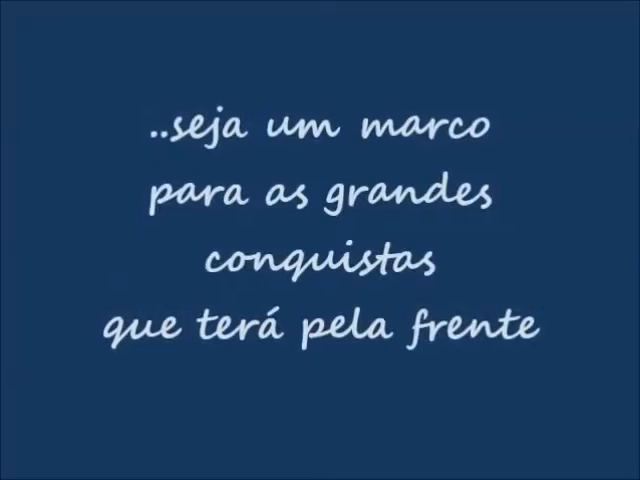 ..seja um marco
para as grandes
conquistas
que terá pela frente